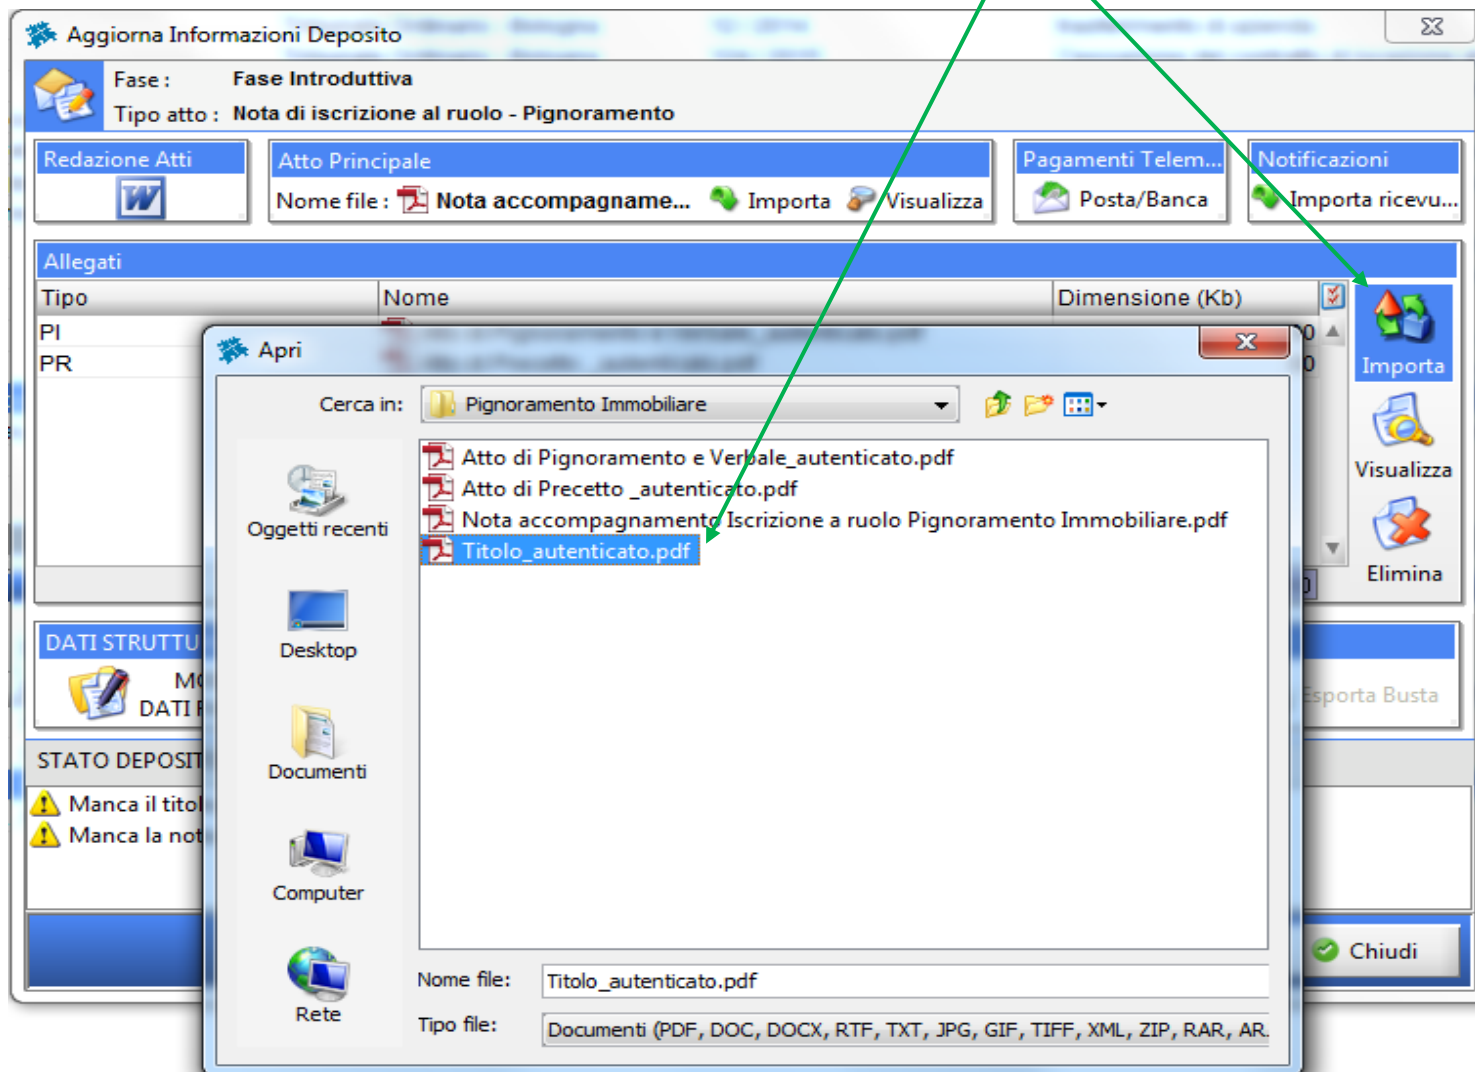 Aggiorna Informazioni Deposito
Fase : Fase Introduttiva
Tipo atto : Nota di iscrizione al ruolo - Pignoramento
Redazione Atti
Atto Principale
Nome file : Nota accompagname... Importa Visualizza
Pagamenti Telem...
Posta/Banca
Notificazioni
Importa ricevu...
Allegati
Tipo Nome Dimensione (Kb)
PI
PR
Importa
Visualizza
Elimina
Apri
Cerca in: Pignoramento Immobiliare
Atto di Pignoramento e Verbale_autenticato.pdf
Atto di Precetto _autenticato.pdf
Nota accompagnamento Iscrizione a ruolo Pignoramento Immobiliare.pdf
Titolo_autenticato.pdf
Oggetti recenti
Desktop
Documenti
Computer
Rete
Nome file: Titolo_autenticato.pdf
Tipo file: Documenti (PDF, DOC, DOCX, RTF, TXT, JPG, GIF, TIFF, XML, ZIP, RAR, AR
DATI STRUTTU
DATI
Esporta Busta
STATO DEPOSIT
Manca il titol
Manca la not
Chiudi